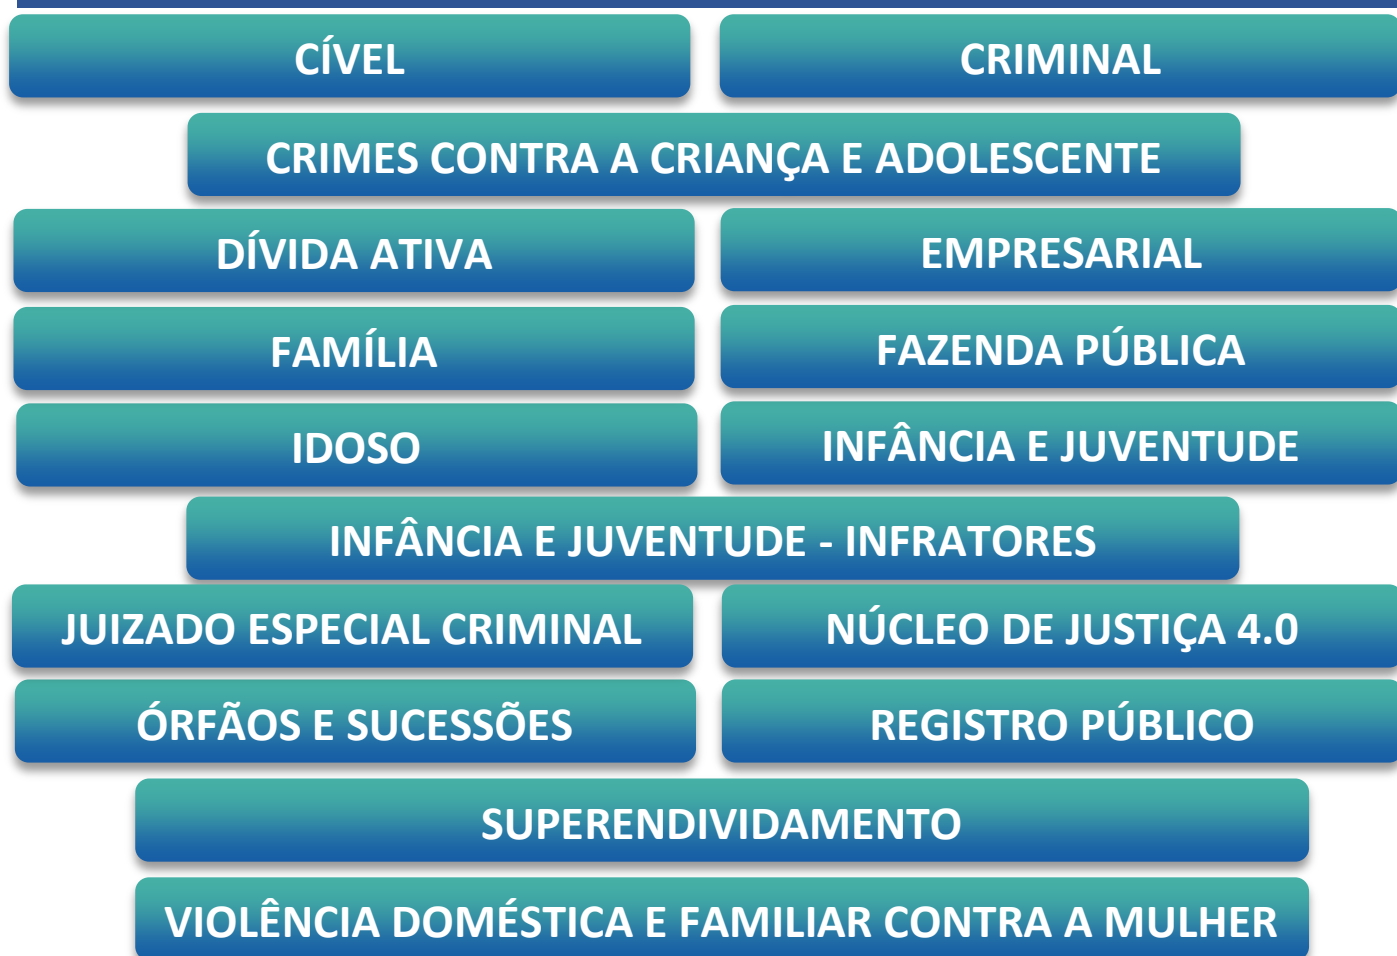 CÍVEL
CRIMINAL
CRIMES CONTRA A CRIANÇA E ADOLESCENTE
DÍVIDA ATIVA
EMPRESARIAL
FAMÍLIA
FAZENDA PÚBLICA
IDOSO
INFÂNCIA E JUVENTUDE
INFÂNCIA E JUVENTUDE - INFRATORES
JUIZADO ESPECIAL CRIMINAL
NÚCLEO DE JUSTIÇA 4.0
ÓRFÃOS E SUCESSÕES
REGISTRO PÚBLICO
SUPERENDIVIDAMENTO
VIOLÊNCIA DOMÉSTICA E FAMILIAR CONTRA A MULHER